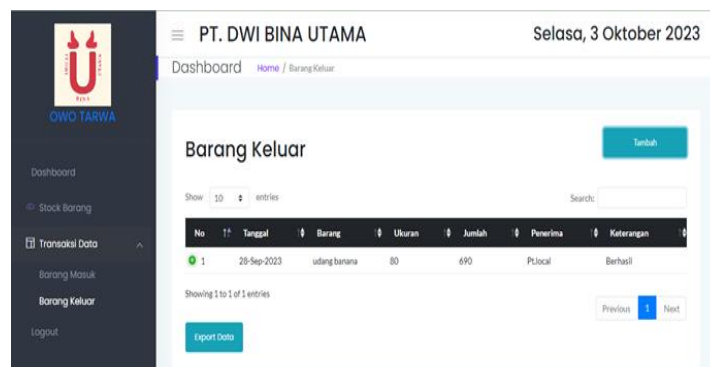 PT. DWI BINA UTAMA
Selasa, 3 Oktober 2023
Dashboard Home / Barang Keluar
OWO TARWA
Dashboard
Stock Barang
Transaksi Data
Barang Masuk
Barang Keluar
Logout
Barang Keluar
Tambah
Show 10 entries
Search:
No Tanggal Barang Ukuran Jumlah Penerima Keterangan
1 28-Sep-2023 udang banana 80 690 Pt.local Berhasil
Showing 1 to 1 of 1 entries
Previous 1 Next
Export Data